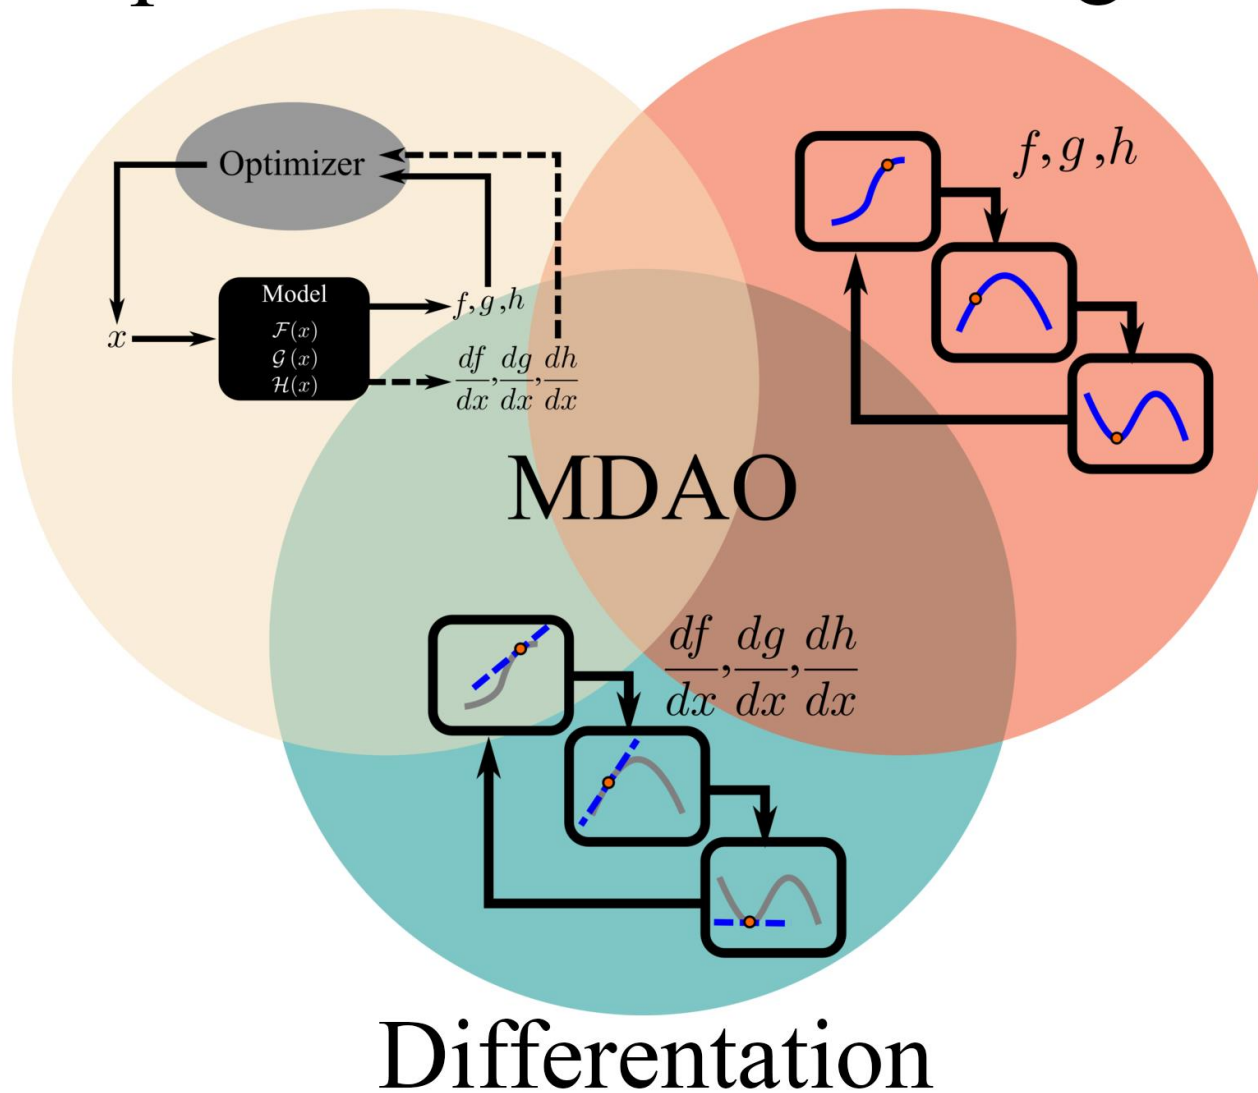 Optimizer
f, g, h
Model
F(x)
G(x)
H(x)
x
f, g, h
df/dx, dg/dx, dh/dx
MDAO
df/dx, dg/dx, dh/dx
Differentation